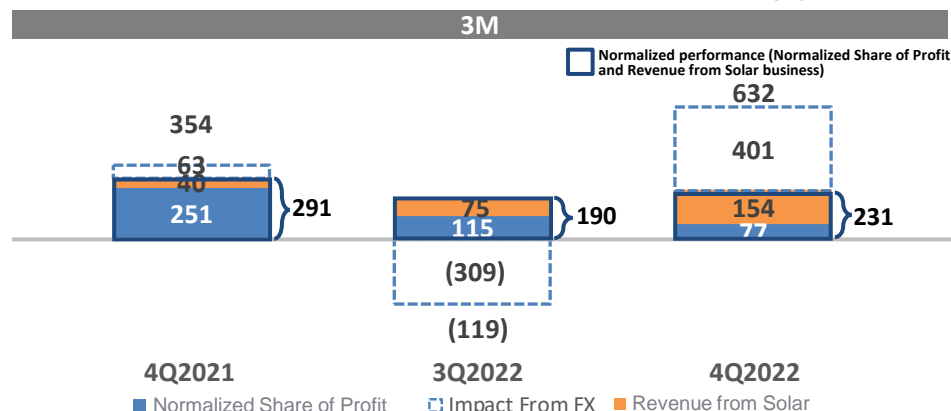 3M
Normalized performance (Normalized Share of Profit
and Revenue from Solar business)
354
63
40
251
291
75
115
190
(309)
(119)
632
401
154
77
231
4Q2021
3Q2022
4Q2022
Normalized Share of Profit
Impact From FX
Revenue from Solar